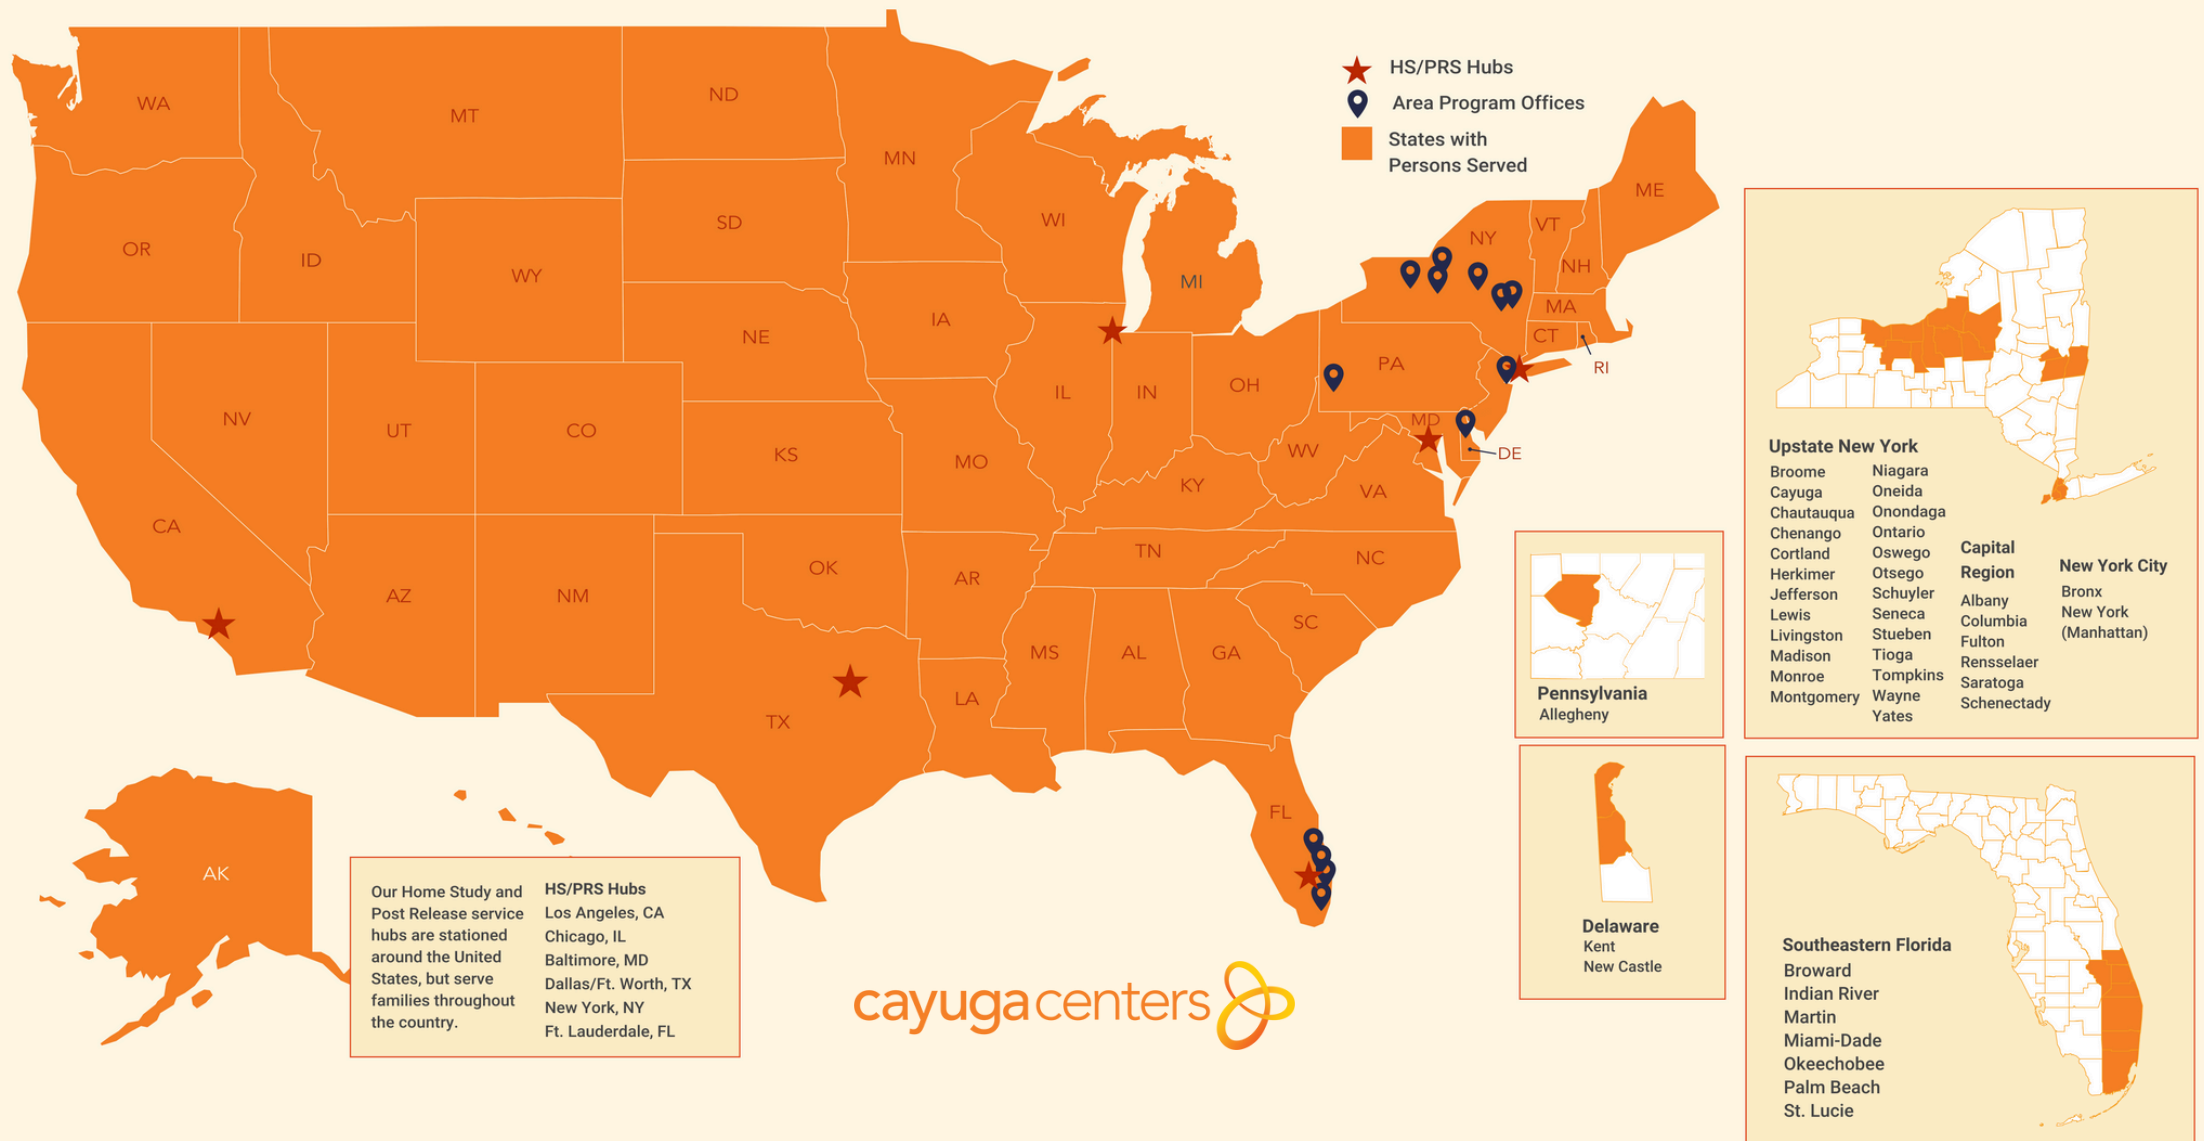 HS/PRS Hubs
Area Program Offices
States with
Persons Served
WA
MT
ND
MN
OR
ID
WY
SD
WI
MI
NY
VT
NH
ME
MA
CT
RI
NV
UT
CO
NE
IA
IL
IN
OH
PA
MD
DE
WV
VA
KS
MO
KY
CA
AZ
NM
OK
AR
TN
NC
SC
TX
LA
MS
AL
GA
FL
AK
Our Home Study and
Post Release service
hubs are stationed
around the United
States, but serve
families throughout
the country.
HS/PRS Hubs
Los Angeles, CA
Chicago, IL
Baltimore, MD
Dallas/Ft. Worth, TX
New York, NY
Ft. Lauderdale, FL
cayugacenters
Upstate New York
Broome
Cayuga
Chautauqua
Chenango
Cortland
Herkimer
Jefferson
Lewis
Livingston
Madison
Monroe
Montgomery
Niagara
Oneida
Onondaga
Ontario
Oswego
Otsego
Schuyler
Seneca
Stueben
Tioga
Tompkins
Wayne
Yates
Capital
Region
Albany
Columbia
Fulton
Rensselaer
Saratoga
Schenectady
New York City
Bronx
New York
(Manhattan)
Pennsylvania
Allegheny
Delaware
Kent
New Castle
Southeastern Florida
Broward
Indian River
Martin
Miami-Dade
Okeechobee
Palm Beach
St. Lucie